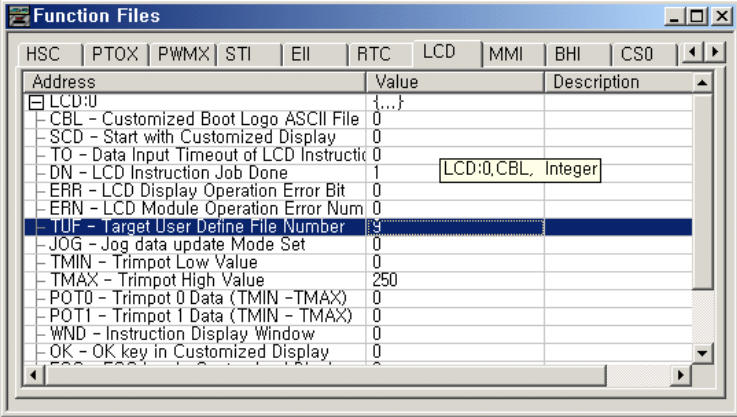 Function Files
HSC PTOX PWMX STI EII RTC LCD MMI BHI CS0
Address Value Description
LCD:0 {...}
CBL - Customized Boot Logo ASCII File 0
SCD - Start with Customized Display 0
TO - Data Input Timeout of LCD Instructic 0
DN - LCD Instruction Job Done 1
LCD:0,CBL, Integer
ERR - LCD Display Operation Error Bit 0
ERN - LCD Module Operation Error Num 0
TUF - Target User Define File Number 9
JOG - Jog data update Mode Set 0
TMIN - Trimpot Low Value 0
TMAX - Trimpot High Value 250
POT0 - Trimpot 0 Data (TMIN -TMAX) 0
POT1 - Trimpot 1 Data (TMIN - TMAX) 0
WND - Instruction Display Window 0
OK - OK key in Customized Display 0